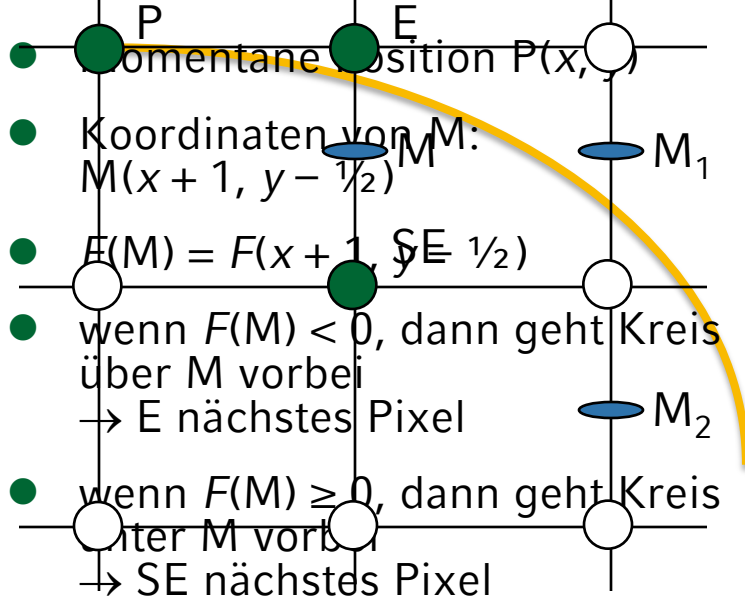 P
E
Momentane Position P(x, y)
Koordinaten von M:
M(x + 1, y – ½)
M
M₁
F(M) = F(x + 1, y – ½)
SE
wenn F(M) < 0, dann geht Kreis
über M vorbei
→ E nächstes Pixel
M₂
wenn F(M) ≥ 0, dann geht Kreis
unter M vorbei
→ SE nächstes Pixel